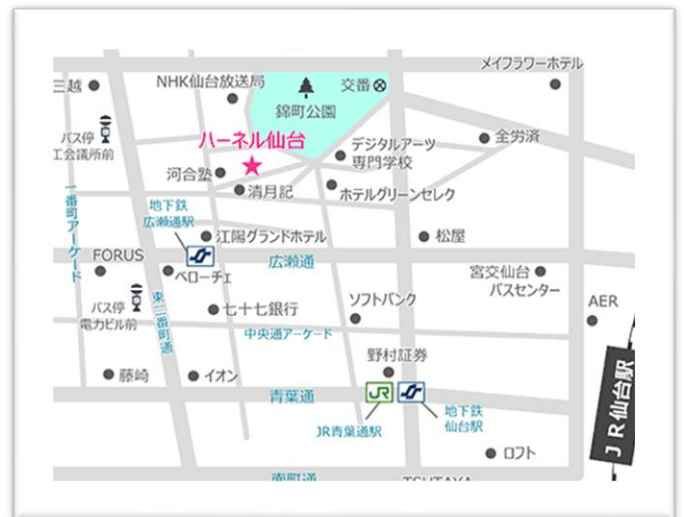 メイフラワーホテル
三越
NHK仙台放送局
交番
錦町公園
バス停
工会議所前
ハーネル仙台
デジタルアーツ
専門学校
全労済
河合塾
清月記
ホテルグリーンセレク
一番町アーケード
地下鉄
広瀬通駅
江陽グランドホテル
松屋
FORUS
広瀬通
ベローチェ
宮交仙台
バスセンター
バス停
電力ビル前
東二番町通
七十七銀行
ソフトバンク
AER
中央通アーケード
野村証券
JR仙台駅
藤崎
イオン
青葉通
JR
地下鉄
仙台駅
JR青葉通駅
ロフト
南町通
TSUTAYA